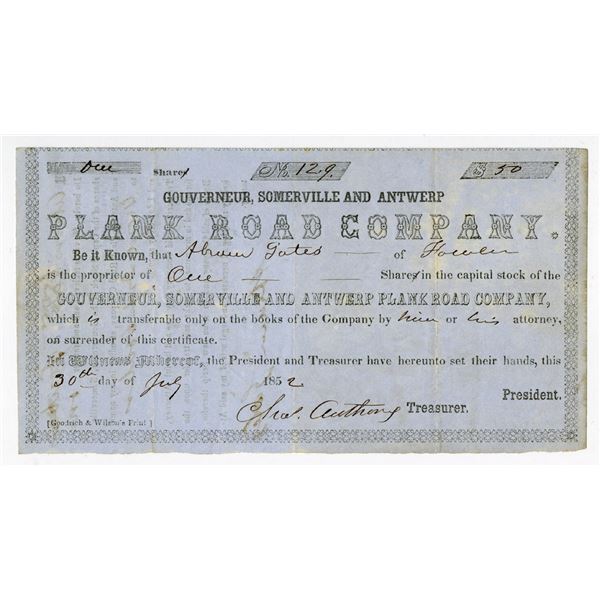 One Share No. 129 $ 50
GOUVERNEUR, SOMERVILLE AND ANTWERP
PLANK ROAD COMPANY.
Be it Known, that Abram Yates of Fowler
is the proprietor of One Share in the capital stock of the
GOUVERNEUR, SOMERVILLE AND ANTWERP PLANK ROAD COMPANY,
which is transferable only on the books of the Company by him or his attorney,
on surrender of this certificate.
In Witness Whereof, the President and Treasurer have hereunto set their hands, this
30th day of July 1852
President.
Chas. Anthony Treasurer.
[Goodrich & Wilson's Print]